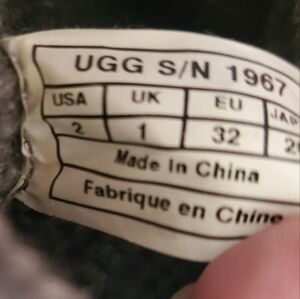 UGG S/N 1967
USA UK EU
2 1 32
Made In China
Fabrique en Chine